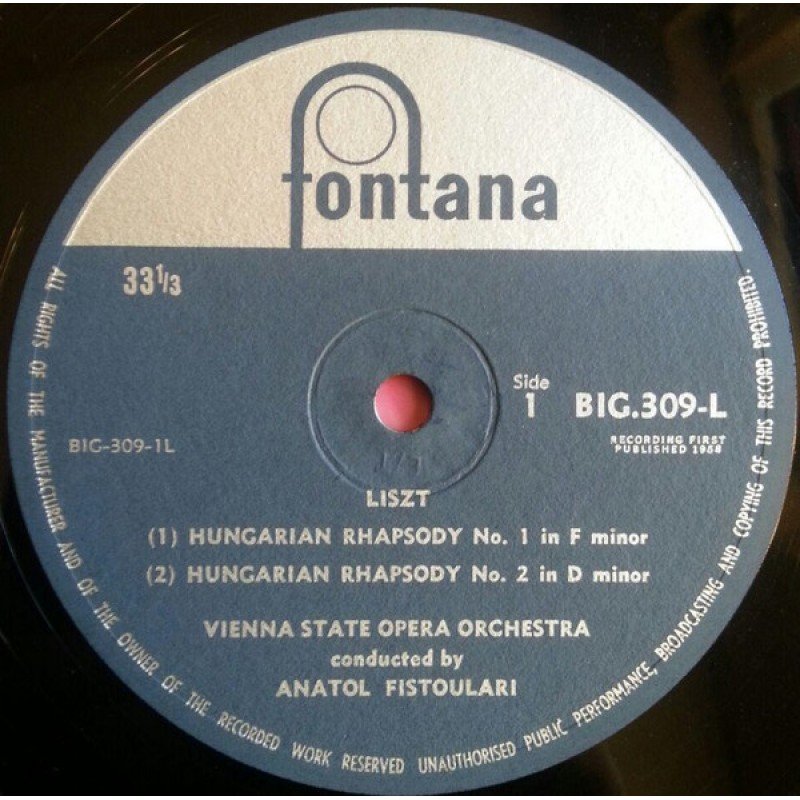 fontana
33 1/3
Side
1
BIG.309-L
BIG-309-1L
RECORDING FIRST
PUBLISHED 1958
LISZT
(1) HUNGARIAN RHAPSODY No. 1 in F minor
(2) HUNGARIAN RHAPSODY No. 2 in D minor
VIENNA STATE OPERA ORCHESTRA
conducted by
ANATOL FISTOULARI
ALL RIGHTS OF THE MANUFACTURER AND OF THE OWNER OF THE RECORDED WORK RESERVED UNAUTHORISED PUBLIC PERFORMANCE, BROADCASTING AND COPYING OF THIS RECORD PROHIBITED.